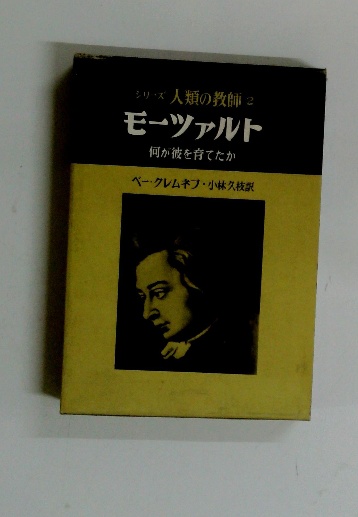 シリーズ 人類の教師 2
モーツァルト
何が彼を育てたか
ベー・クレムネフ・小林久枝訳